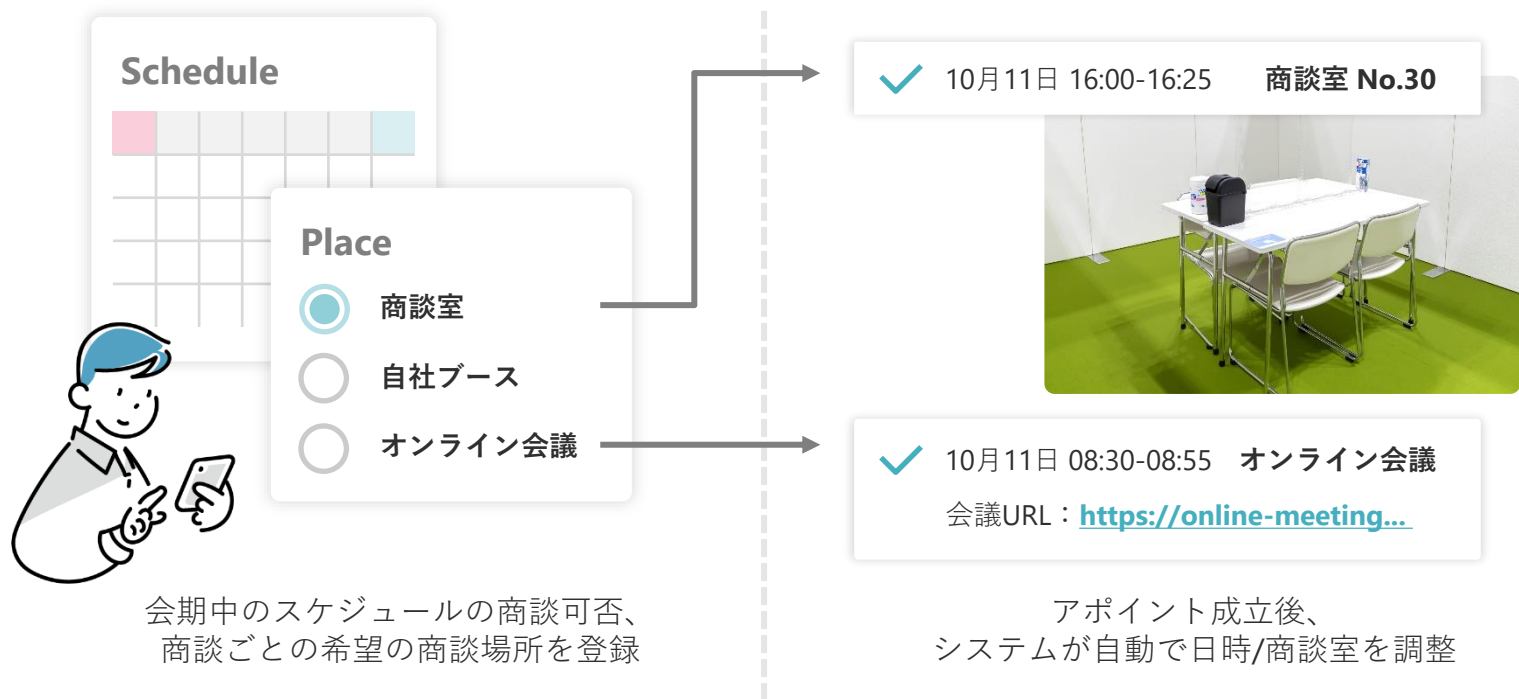 Schedule
Place
商談室
自社ブース
オンライン会議
会期中のスケジュールの商談可否、
商談ごとの希望の商談場所を登録
10月11日 16:00-16:25 商談室 No.30
10月11日 08:30-08:55 オンライン会議
会議URL：https://online-meeting...
アポイント成立後、
システムが自動で日時/商談室を調整